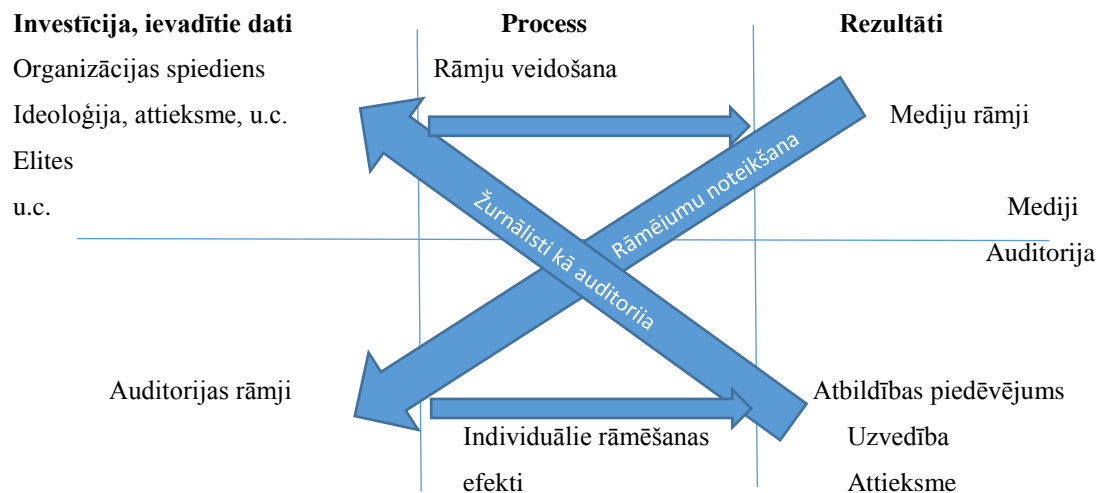 Investīcija, ievadītie dati
Process
Rezultāti
Organizācijas spiediens
Rāmju veidošana
Ideoloģija, attieksme, u.c.
Mediju rāmji
Elites
u.c.
Mediji
Rāmējumu noteikšana
Žurnālisti kā auditorija
Auditorija
Auditorijas rāmji
Atbildības piedēvējums
Individuālie rāmēšanas
Uzvedība
efekti
Attieksme